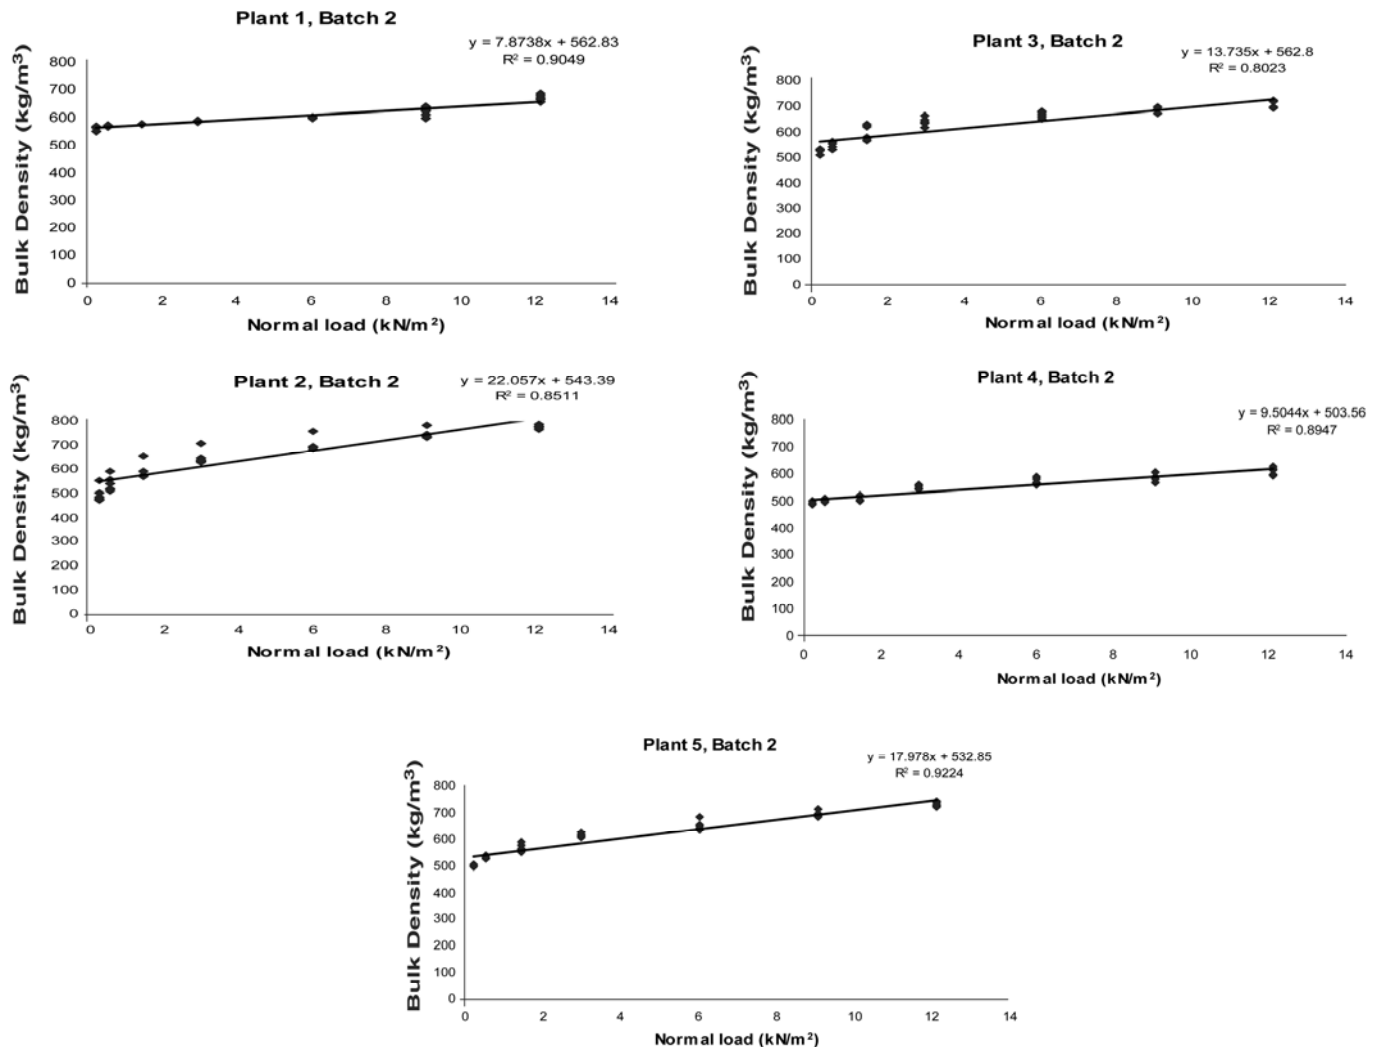 Plant 1, Batch 2
y = 7.8738x + 562.83
R² = 0.9049
Bulk Density (kg/m³)
800
700
600
500
400
300
200
100
0
0 2 4 6 8 10 12 14
Normal load (kN/m²)
Plant 3, Batch 2
y = 13.735x + 562.8
R² = 0.8023
Bulk Density (kg/m³)
800
700
600
500
400
300
200
100
0
0 2 4 6 8 10 12 14
Normal load (kN/m²)
Plant 2, Batch 2
y = 22.057x + 543.39
R² = 0.8511
Bulk Density (kg/m³)
800
700
600
500
400
300
200
100
0
0 2 4 6 8 10 12 14
Normal load (kN/m²)
Plant 4, Batch 2
y = 9.5044x + 503.56
R² = 0.8947
Bulk Density (kg/m³)
800
700
600
500
400
300
200
100
0
0 2 4 6 8 10 12 14
Normal load (kN/m²)
Plant 5, Batch 2
y = 17.978x + 532.85
R² = 0.9224
Bulk Density (kg/m³)
800
700
600
500
400
300
200
100
0
0 2 4 6 8 10 12 14
Normal load (kN/m²)